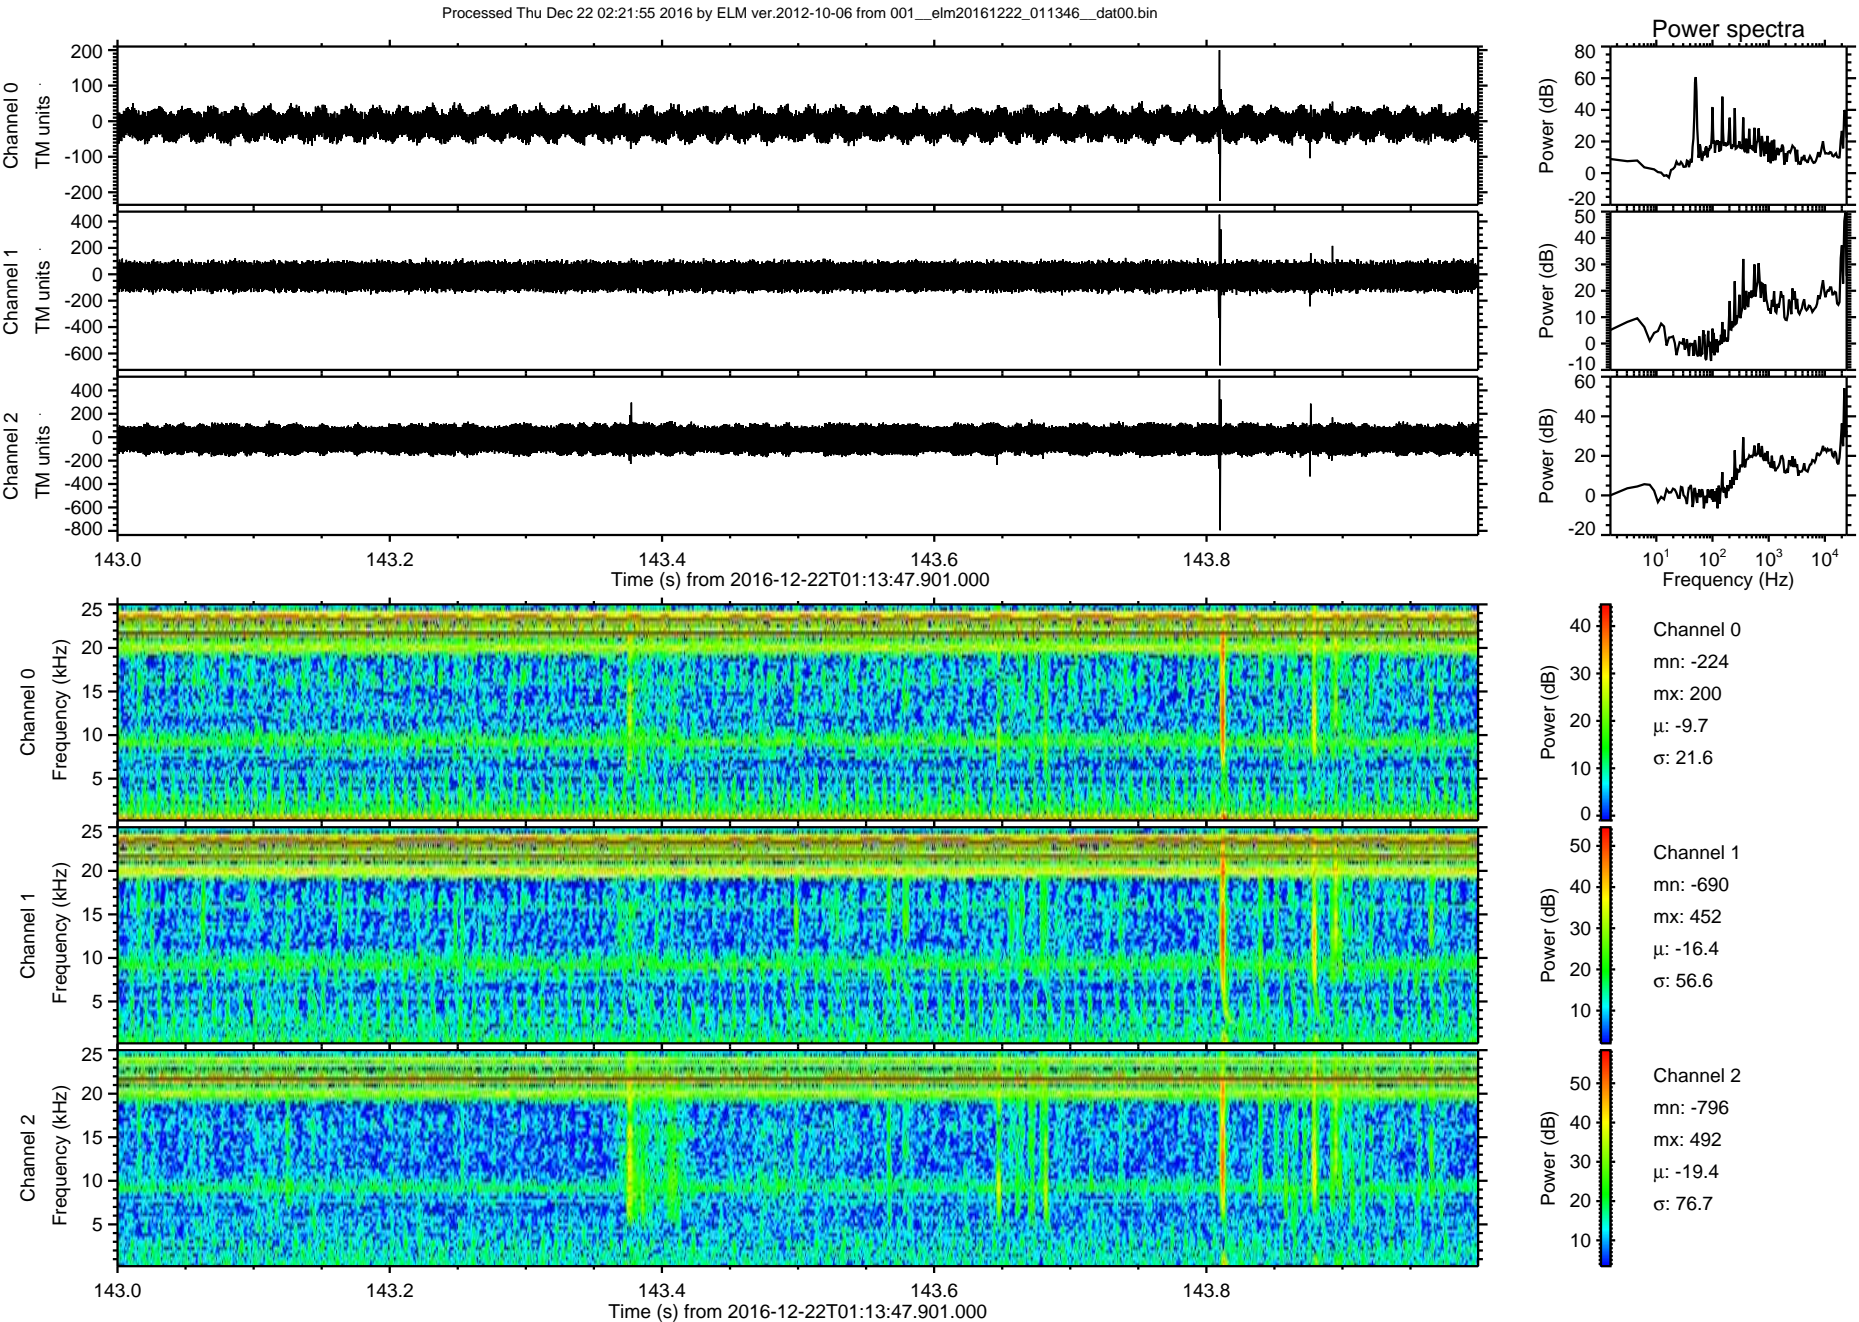 Processed Thu Dec 22 02:21:55 2016 by ELM ver.2012-10-06 from 001__elm20161222_011346__dat00.bin
Power spectra
Channel 0
TM units
200
100
0
-100
-200
Power (dB)
80
60
40
20
0
-20
Channel 1
TM units
400
200
0
-200
-400
-600
Power (dB)
50
40
30
20
10
0
-10
Channel 2
TM units
400
200
0
-200
-400
-600
-800
Power (dB)
60
40
20
0
-20
143.0 143.2 143.4 143.6 143.8
Time (s) from 2016-12-22T01:13:47.901.000
10¹ 10² 10³ 10⁴
Frequency (Hz)
Channel 0
Frequency (kHz)
25
20
15
10
5
Power (dB)
40
30
20
10
0
Channel 0
mn: -224
mx: 200
μ: -9.7
σ: 21.6
Channel 1
Frequency (kHz)
25
20
15
10
5
Power (dB)
50
40
30
20
10
Channel 1
mn: -690
mx: 452
μ: -16.4
σ: 56.6
Channel 2
Frequency (kHz)
25
20
15
10
5
Power (dB)
50
40
30
20
10
Channel 2
mn: -796
mx: 492
μ: -19.4
σ: 76.7
143.0 143.2 143.4 143.6 143.8
Time (s) from 2016-12-22T01:13:47.901.000